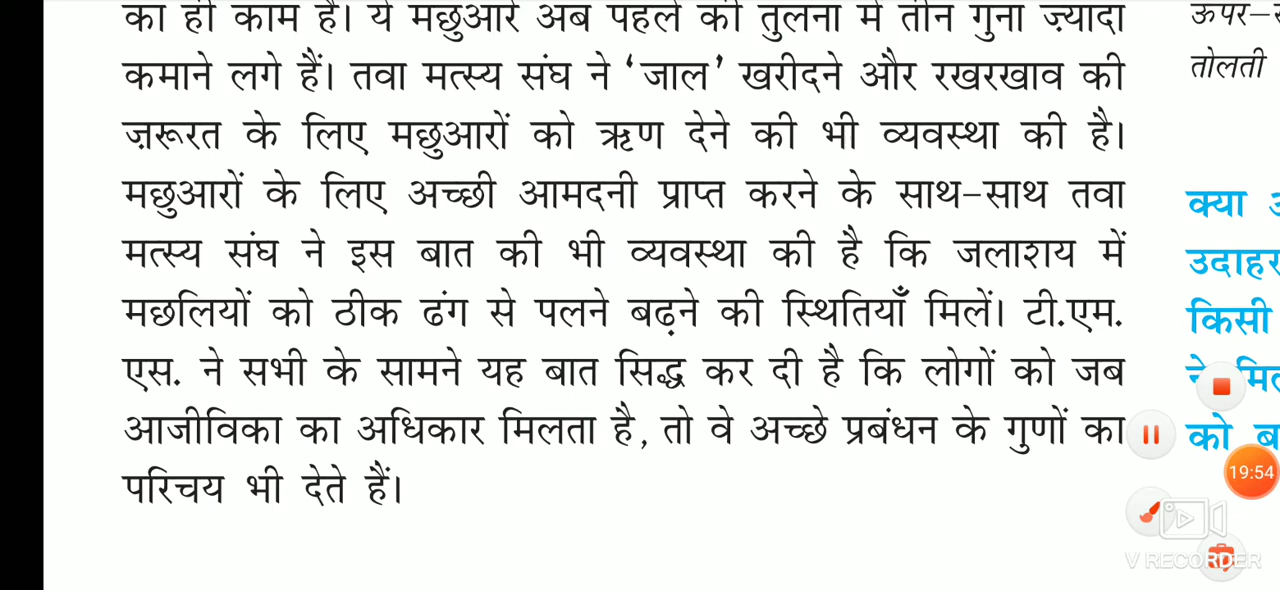 का ही काम है। ये मछुआरे अब पहले की तुलना में तीन गुना ज़्यादा
कमाने लगे हैं। तवा मत्स्य संघ ने ‘जाल’ खरीदने और रखरखाव की
ज़रूरत के लिए मछुआरों को ऋण देने की भी व्यवस्था की है।
मछुआरों के लिए अच्छी आमदनी प्राप्त करने के साथ-साथ तवा
मत्स्य संघ ने इस बात की भी व्यवस्था की है कि जलाशय में
मछलियों को ठीक ढंग से पलने बढ़ने की स्थितियाँ मिलें। टी.एम.
एस. ने सभी के सामने यह बात सिद्ध कर दी है कि लोगों को जब
आजीविका का अधिकार मिलता है, तो वे अच्छे प्रबंधन के गुणों का
परिचय भी देते हैं।
ऊपर-
तोलती
क्या
उदाहर
किसी
ने
को
19:54
V RECORDER